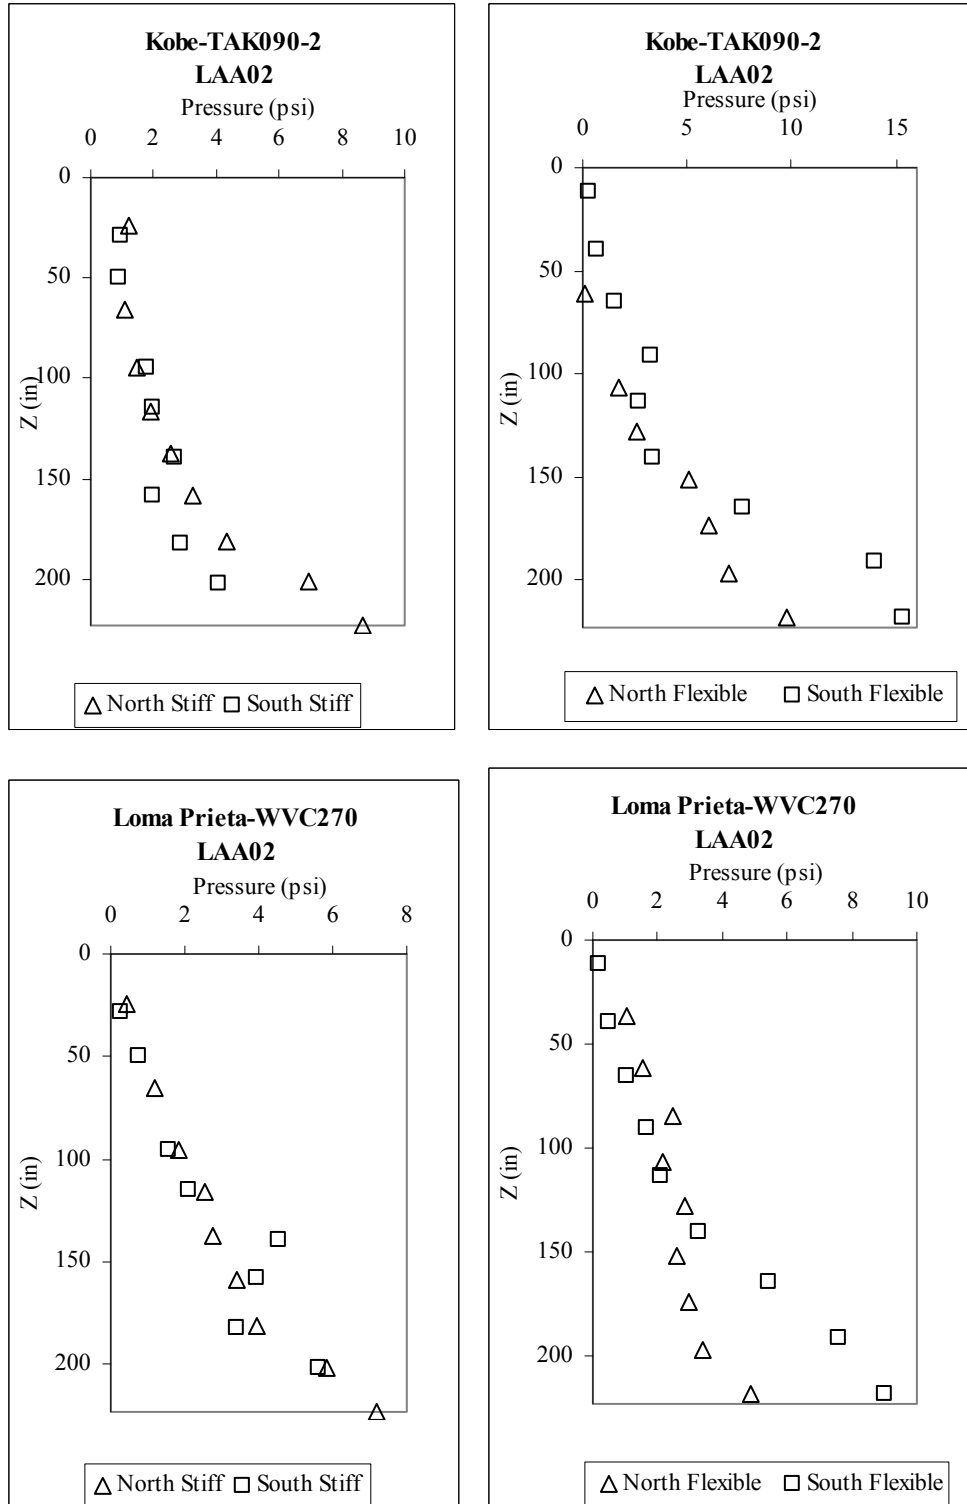 Kobe-TAK090-2
LAA02
Pressure (psi)
0 2 4 6 8 10
0
50
100
150
200
Z (in)
North Stiff South Stiff
Kobe-TAK090-2
LAA02
Pressure (psi)
0 5 10 15
0
50
100
150
200
Z (in)
North Flexible South Flexible
Loma Prieta-WVC270
LAA02
Pressure (psi)
0 2 4 6 8
0
50
100
150
200
Z (in)
North Stiff South Stiff
Loma Prieta-WVC270
LAA02
Pressure (psi)
0 2 4 6 8 10
0
50
100
150
200
Z (in)
North Flexible South Flexible